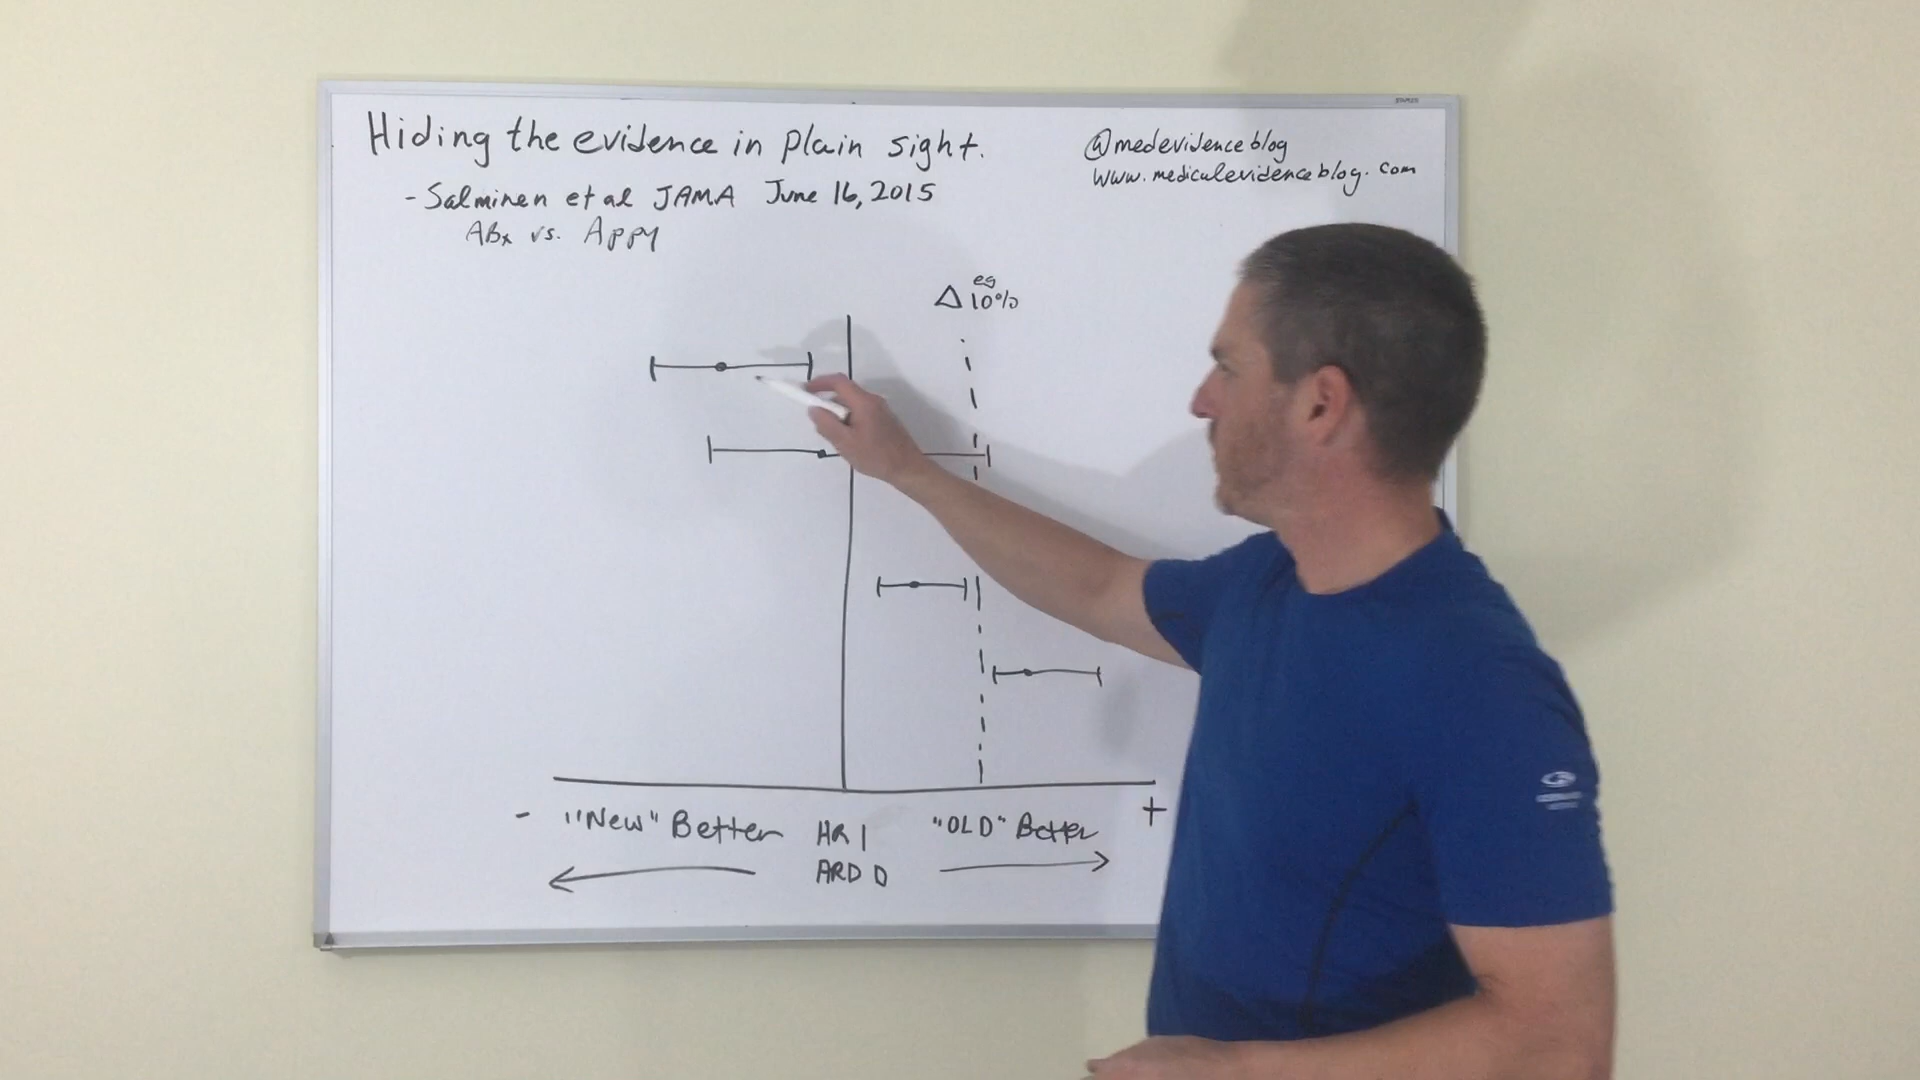 STAPLES
Hiding the evidence in plain sight.
@medevidenceblog
www.medicalevidenceblog.com
- Salminen et al JAMA June 16, 2015
ABx vs. Appy
eg
Δ 10%
- "New" Better HR 1 "OLD" Better +
ARD 0